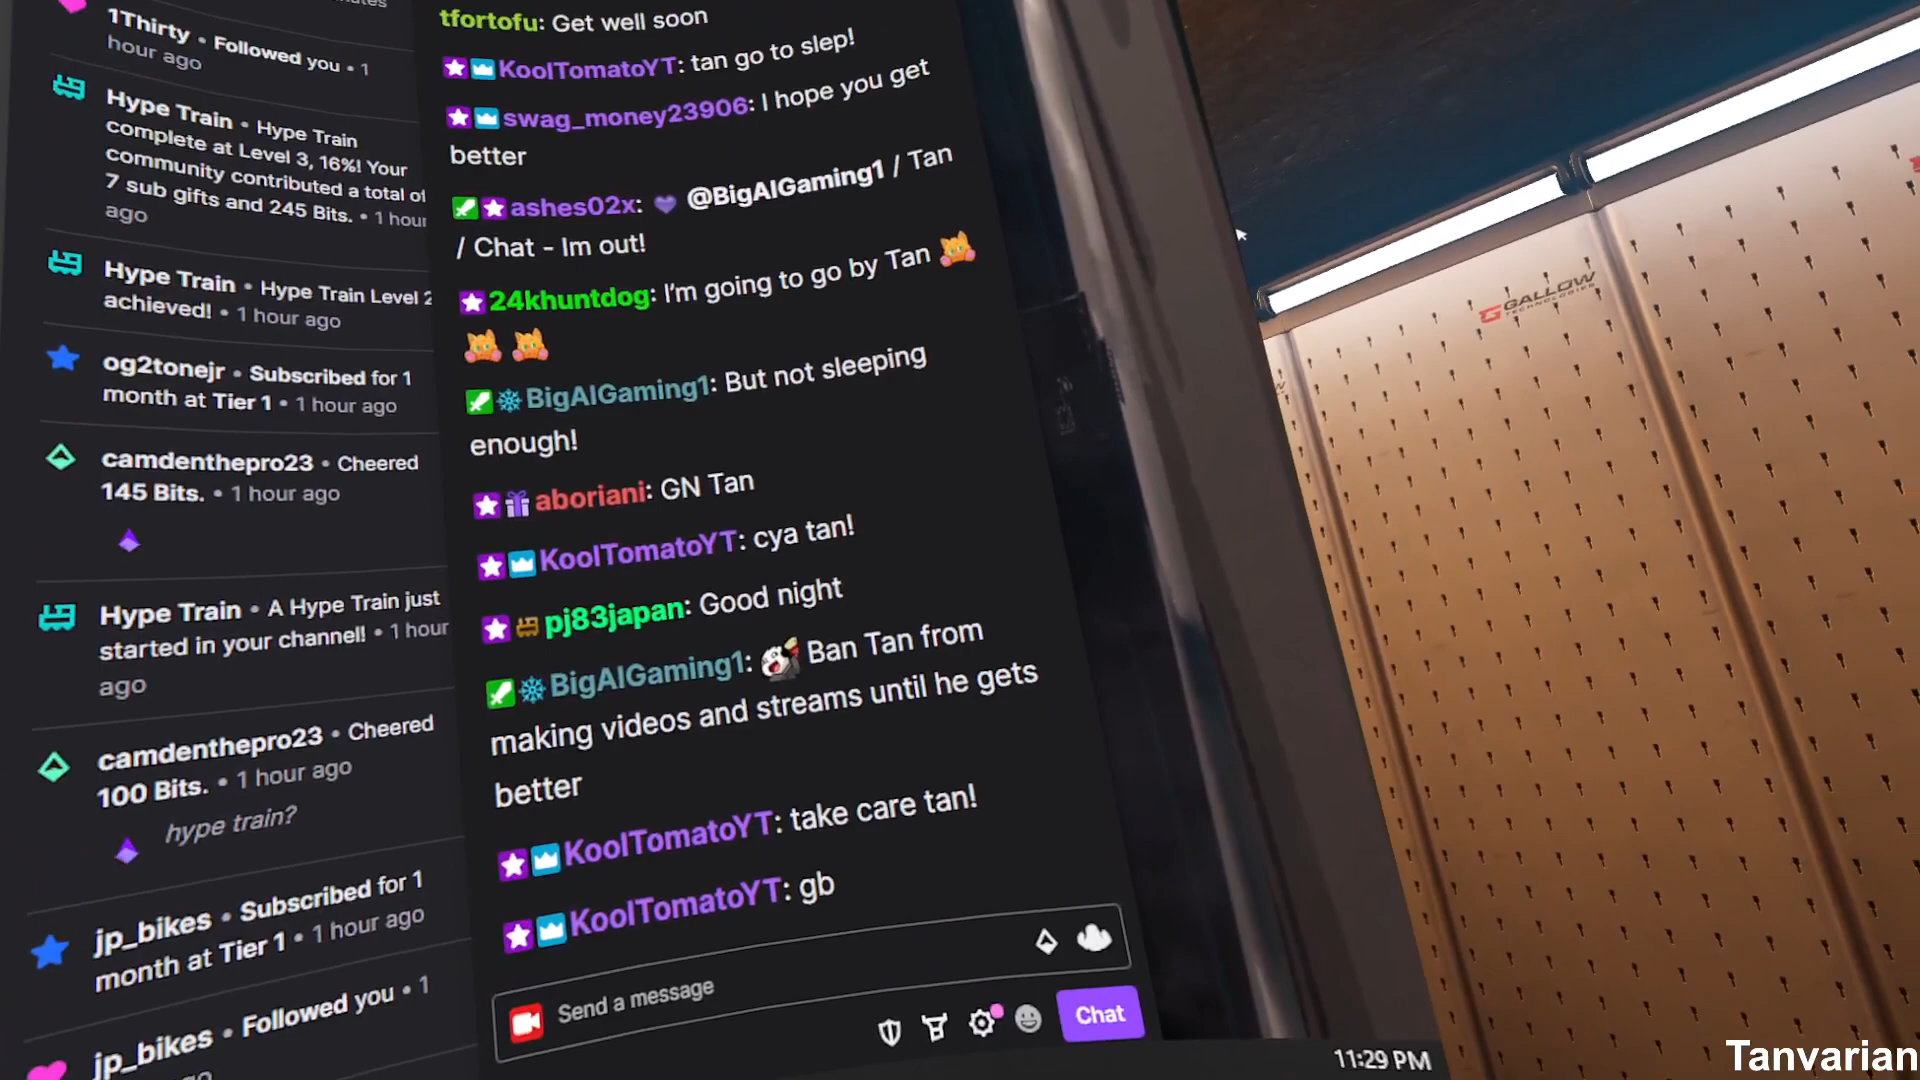 1Thirty • Followed you • 1
hour ago
Hype Train • Hype Train
complete at Level 3, 16%! Your
community contributed a total of
7 sub gifts and 245 Bits. • 1 hour
ago
Hype Train • Hype Train Level 2
achieved! • 1 hour ago
og2tonejr • Subscribed for 1
month at Tier 1 • 1 hour ago
camdenthepro23 • Cheered
145 Bits. • 1 hour ago
Hype Train • A Hype Train just
started in your channel! • 1 hour
ago
camdenthepro23 • Cheered
100 Bits. • 1 hour ago
hype train?
jp_bikes • Subscribed for 1
month at Tier 1 • 1 hour ago
jp_bikes • Followed you • 1
tfortofu: Get well soon
KoolTomatoYT: tan go to slep!
swag_money23906: I hope you get
better
ashes02x: @BigAlGaming1 / Tan
/ Chat - Im out!
24khuntdog: I'm going to go by Tan
BigAlGaming1: But not sleeping
enough!
aboriani: GN Tan
KoolTomatoYT: cya tan!
pj83japan: Good night
BigAlGaming1: Ban Tan from
making videos and streams until he gets
better
KoolTomatoYT: take care tan!
KoolTomatoYT: gb
Send a message
Chat
11:29 PM
GALLOW
TECHNOLOGIES
Tanvarian